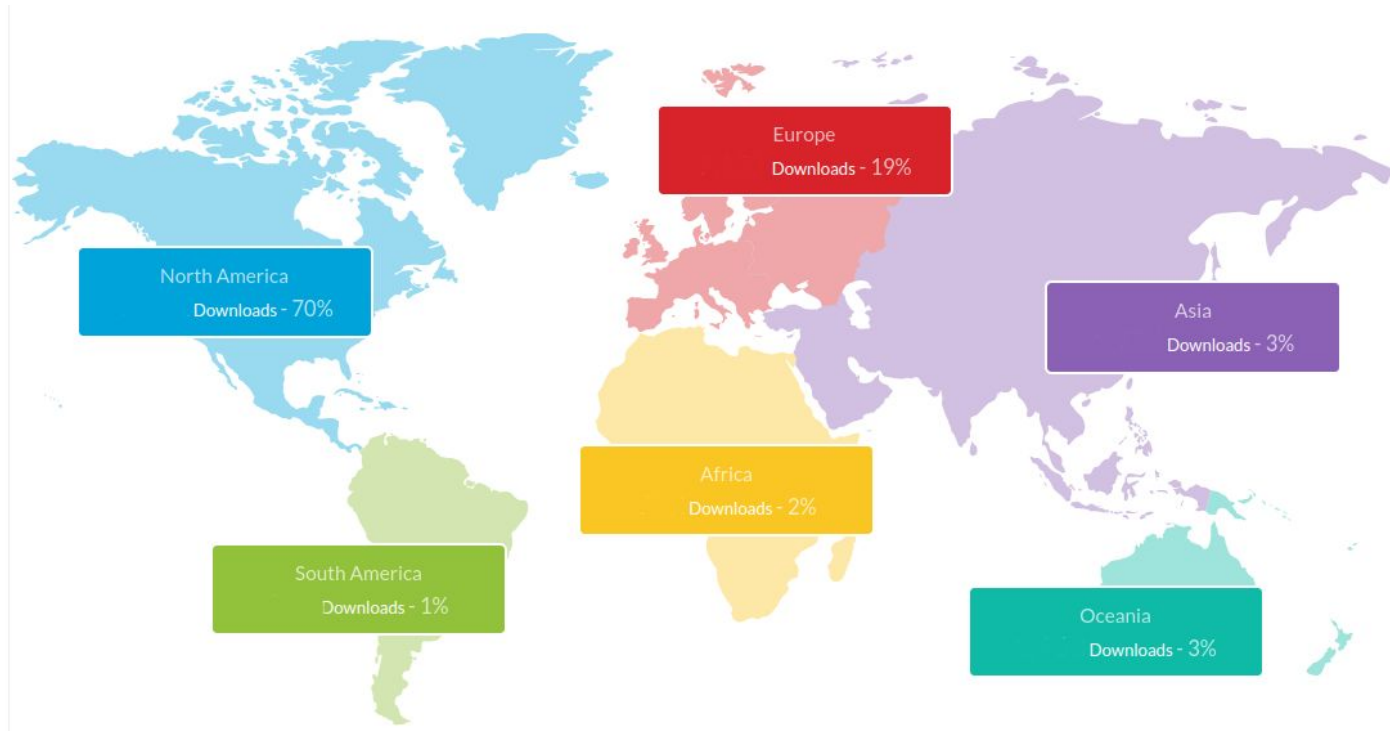 Europe
Downloads - 19%
North America
Downloads - 70%
Asia
Downloads - 3%
Africa
Downloads - 2%
South America
Downloads - 1%
Oceania
Downloads - 3%